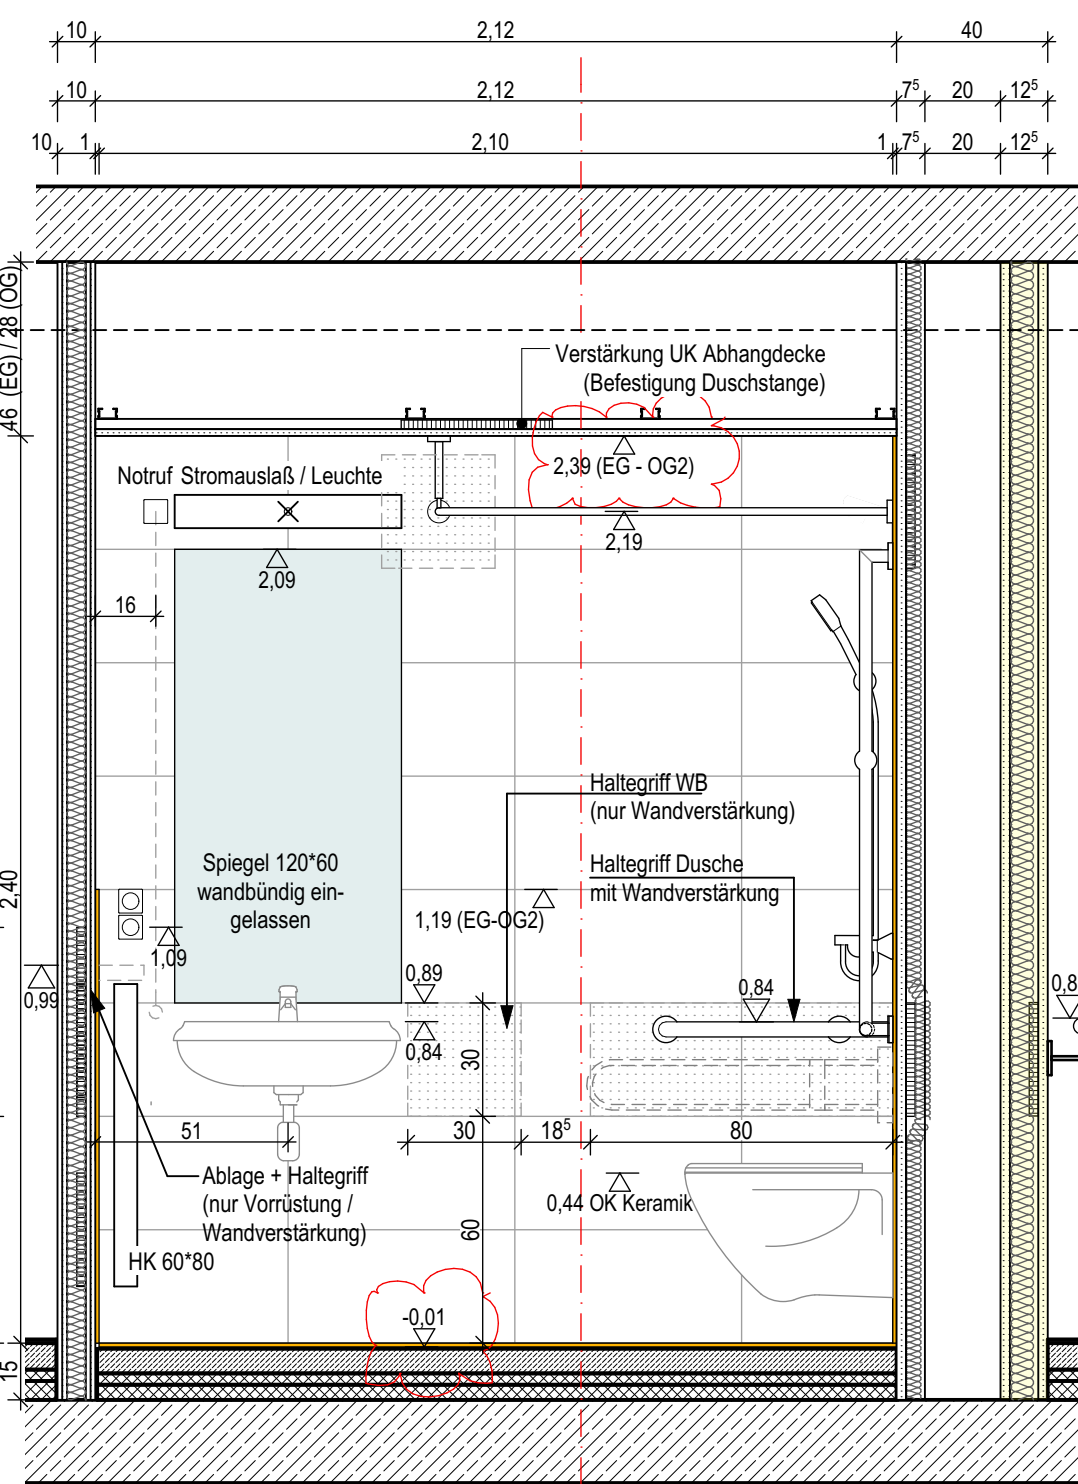 10 2,12 40
10 2,12 7⁵ 20 12⁵
10 1 2,10 1 7⁵ 20 12⁵
46 (EG) / 28 (OG)
Verstärkung UK Abhangdecke
(Befestigung Duschstange)
2,39 (EG - OG2)
Notruf Stromauslaß / Leuchte
2,19
2,09
16
Haltegriff WB
(nur Wandverstärkung)
Spiegel 120*60
wandbündig ein-
gelassen
Haltegriff Dusche
mit Wandverstärkung
2,40
1,19 (EG-OG2)
1,09
0,99
0,89
0,84
0,84
30
51 30 18⁵ 80
Ablage + Haltegriff
(nur Vorrüstung /
Wandverstärkung)
0,44 OK Keramik
60
HK 60*80
-0,01
15